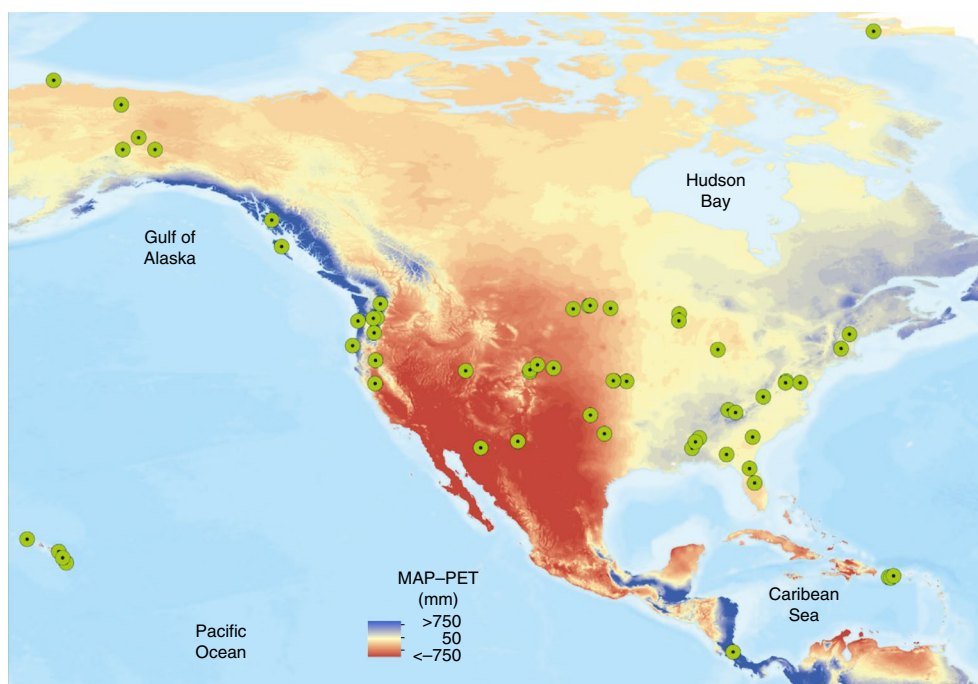 Hudson
Bay
Gulf of
Alaska
MAP–PET
(mm)
>750
50
<–750
Caribean
Sea
Pacific
Ocean